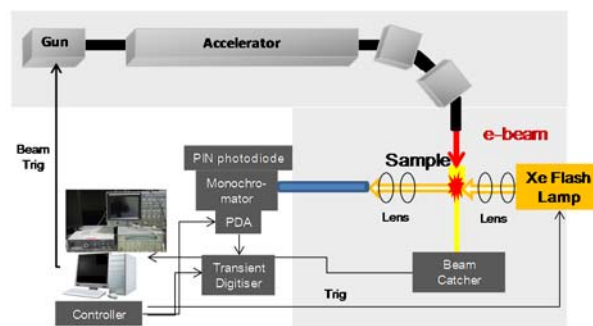 Gun
Accelerator
Beam
Trig
e-beam
PIN photodiode
Sample
Monochro-
mator
Xe Flash
Lamp
PDA
Lens
Lens
Transient
Digitiser
Beam
Catcher
Trig
Controller